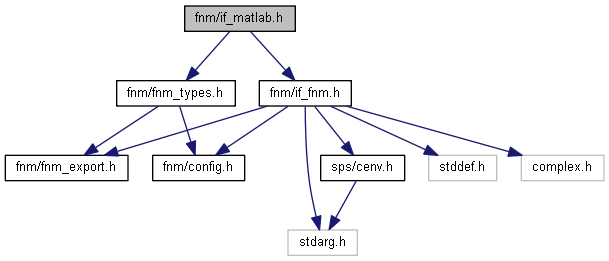 fnm/if_matlab.h
fnm/fnm_types.h
fnm/if_fnm.h
fnm/fnm_export.h
fnm/config.h
sps/cenv.h
stddef.h
complex.h
stdarg.h